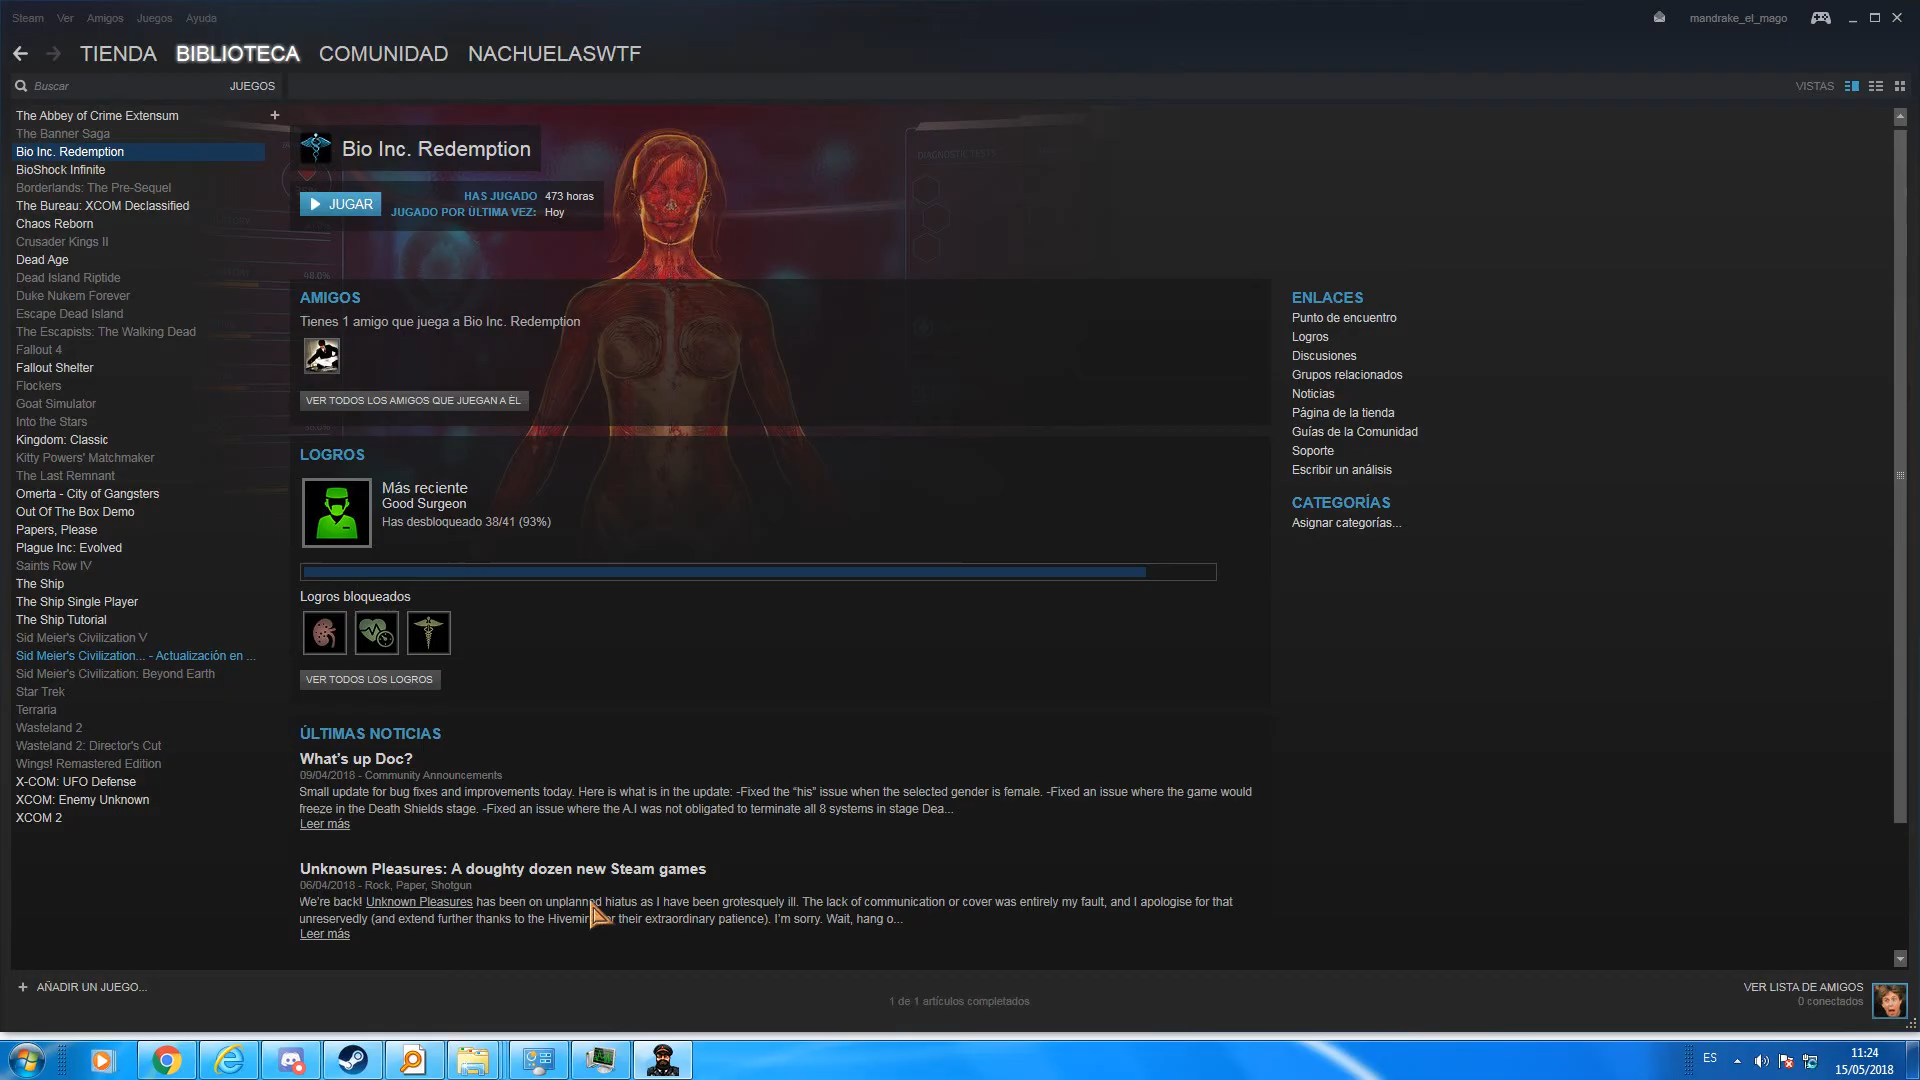 Steam Ver Amigos Juegos Ayuda
mandrake_el_mago
TIENDA BIBLIOTECA COMUNIDAD NACHUELASWTF
Buscar JUEGOS
VISTAS
The Abbey of Crime Extensum +
The Banner Saga
Bio Inc. Redemption
BioShock Infinite
Borderlands: The Pre-Sequel
The Bureau: XCOM Declassified
Chaos Reborn
Crusader Kings II
Dead Age
Dead Island Riptide
Duke Nukem Forever
Escape Dead Island
The Escapists: The Walking Dead
Fallout 4
Fallout Shelter
Flockers
Goat Simulator
Into the Stars
Kingdom: Classic
Kitty Powers' Matchmaker
The Last Remnant
Omerta - City of Gangsters
Out Of The Box Demo
Papers, Please
Plague Inc: Evolved
Saints Row IV
The Ship
The Ship Single Player
The Ship Tutorial
Sid Meier's Civilization V
Sid Meier's Civilization... - Actualización en ...
Sid Meier's Civilization: Beyond Earth
Star Trek
Terraria
Wasteland 2
Wasteland 2: Director's Cut
Wings! Remastered Edition
X-COM: UFO Defense
XCOM: Enemy Unknown
XCOM 2
Bio Inc. Redemption
JUGAR
HAS JUGADO 473 horas
JUGADO POR ÚLTIMA VEZ: Hoy
DIAGNOSTIC TESTS
48.0%
AMIGOS
Tienes 1 amigo que juega a Bio Inc. Redemption
VER TODOS LOS AMIGOS QUE JUEGAN A ÉL
LOGROS
Más reciente
Good Surgeon
Has desbloqueado 38/41 (93%)
Logros bloqueados
VER TODOS LOS LOGROS
ÚLTIMAS NOTICIAS
What's up Doc?
09/04/2018 - Community Announcements
Small update for bug fixes and improvements today. Here is what is in the update: -Fixed the “his” issue when the selected gender is female. -Fixed an issue where the game would
freeze in the Death Shields stage. -Fixed an issue where the A.I was not obligated to terminate all 8 systems in stage Dea...
Leer más
Unknown Pleasures: A doughty dozen new Steam games
06/04/2018 - Rock, Paper, Shotgun
We're back! Unknown Pleasures has been on unplanned hiatus as I have been grotesquely ill. The lack of communication or cover was entirely my fault, and I apologise for that
unreservedly (and extend further thanks to the their extraordinary patience). I'm sorry. Wait, hang o...
Leer más
ENLACES
Punto de encuentro
Logros
Discusiones
Grupos relacionados
Noticias
Página de la tienda
Guías de la Comunidad
Soporte
Escribir un análisis
CATEGORÍAS
Asignar categorías...
+ AÑADIR UN JUEGO...
1 de 1 artículos completados
VER LISTA DE AMIGOS
0 conectados
ES
11:24
15/05/2018